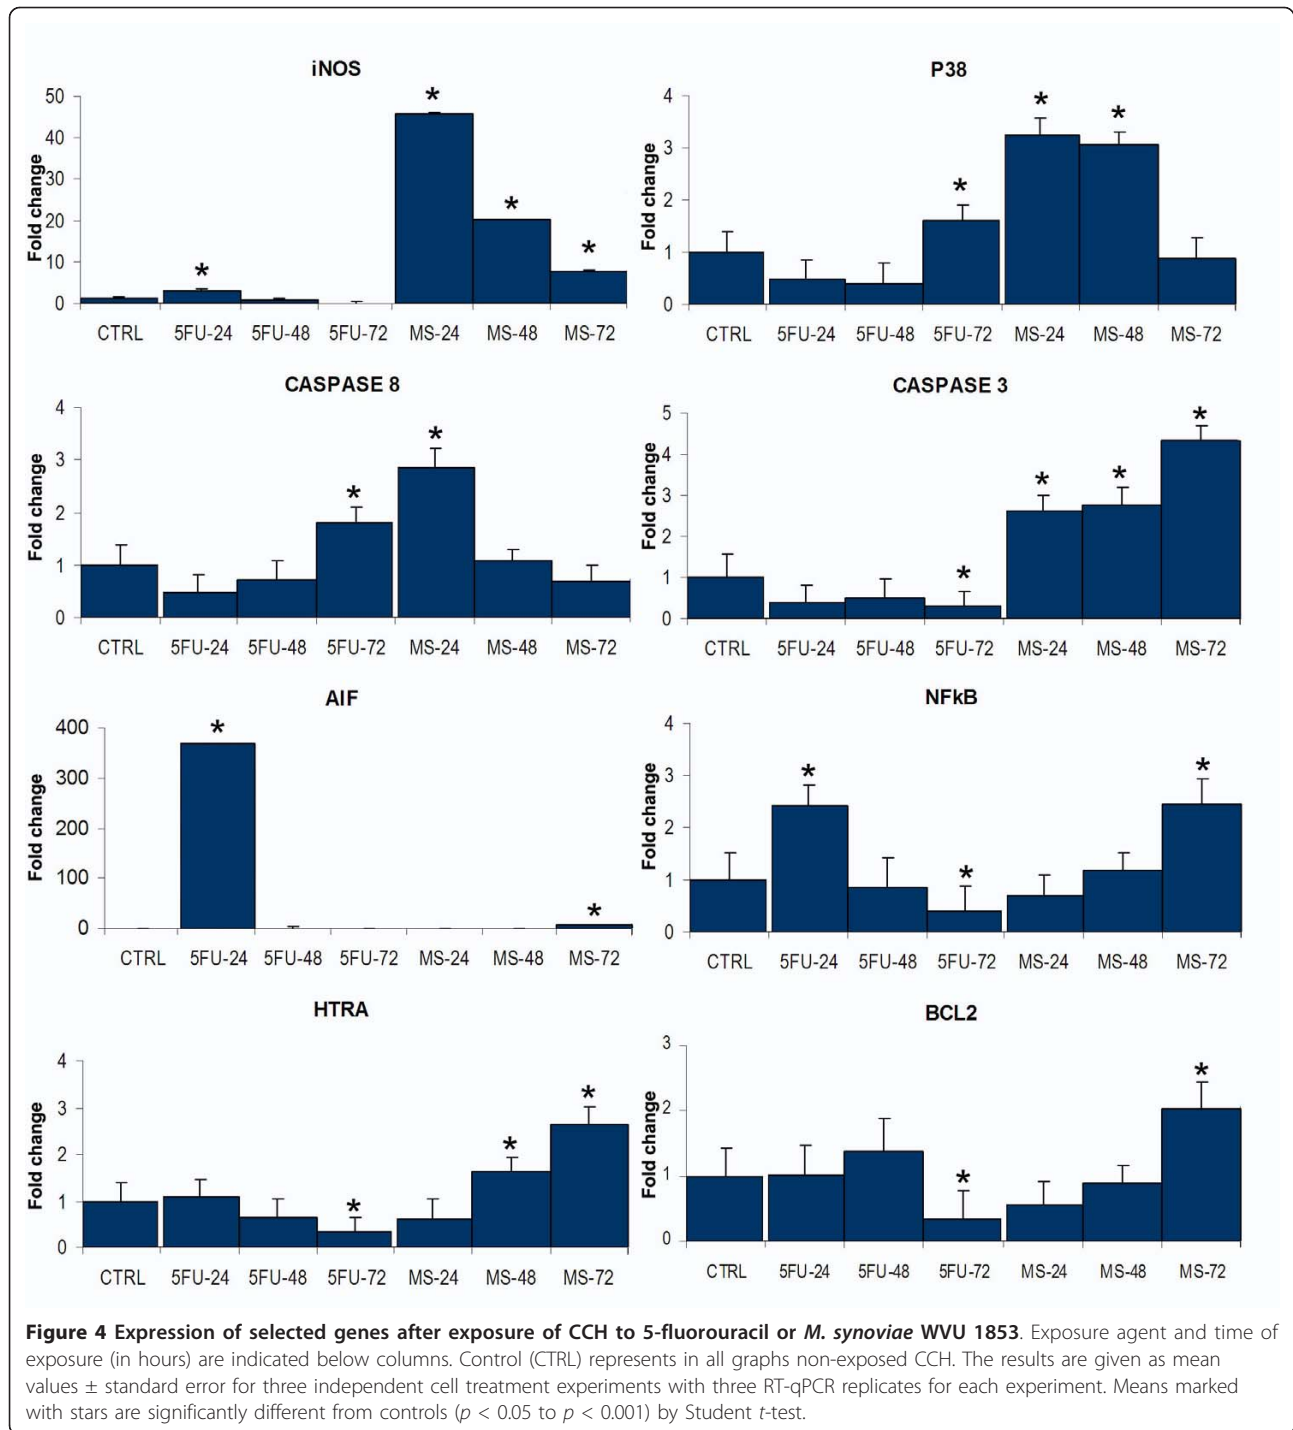 iNOS
Fold change
50
40
30
20
10
0
CTRL 5FU-24 5FU-48 5FU-72 MS-24 MS-48 MS-72
* * * *
P38
Fold change
4
3
2
1
0
CTRL 5FU-24 5FU-48 5FU-72 MS-24 MS-48 MS-72
* * *
CASPASE 8
Fold change
4
3
2
1
0
CTRL 5FU-24 5FU-48 5FU-72 MS-24 MS-48 MS-72
* *
CASPASE 3
Fold change
5
4
3
2
1
0
CTRL 5FU-24 5FU-48 5FU-72 MS-24 MS-48 MS-72
* * * *
AIF
Fold change
400
300
200
100
0
CTRL 5FU-24 5FU-48 5FU-72 MS-24 MS-48 MS-72
* *
NFkB
Fold change
4
3
2
1
0
CTRL 5FU-24 5FU-48 5FU-72 MS-24 MS-48 MS-72
* * *
HTRA
Fold change
4
3
2
1
0
CTRL 5FU-24 5FU-48 5FU-72 MS-24 MS-48 MS-72
* * *
BCL2
Fold change
3
2
1
0
CTRL 5FU-24 5FU-48 5FU-72 MS-24 MS-48 MS-72
* *
Figure 4 Expression of selected genes after exposure of CCH to 5-fluorouracil or M. synoviae WVU 1853. Exposure agent and time of
exposure (in hours) are indicated below columns. Control (CTRL) represents in all graphs non-exposed CCH. The results are given as mean
values ± standard error for three independent cell treatment experiments with three RT-qPCR replicates for each experiment. Means marked
with stars are significantly different from controls (p < 0.05 to p < 0.001) by Student t-test.